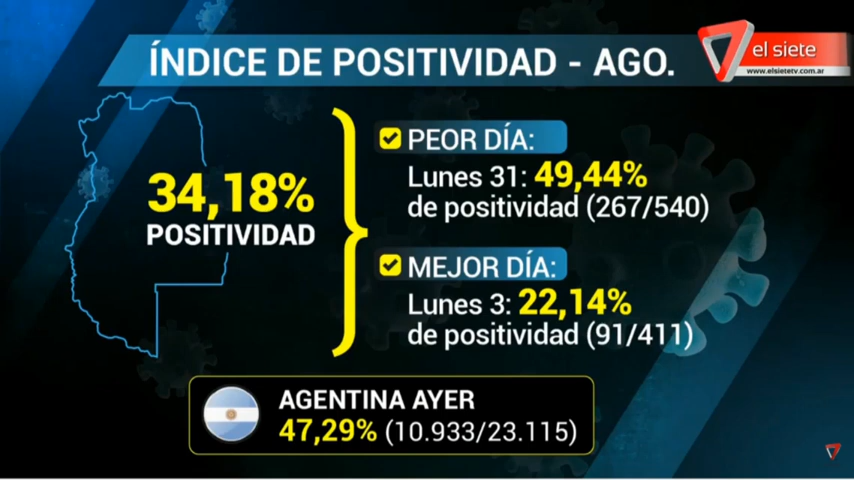 ÍNDICE DE POSITIVIDAD - AGO.
el siete
www.elsietetv.com.ar
34,18%
POSITIVIDAD
PEOR DÍA:
Lunes 31: 49,44%
de positividad (267/540)
MEJOR DÍA:
Lunes 3: 22,14%
de positividad (91/411)
AGENTINA AYER
47,29% (10.933/23.115)